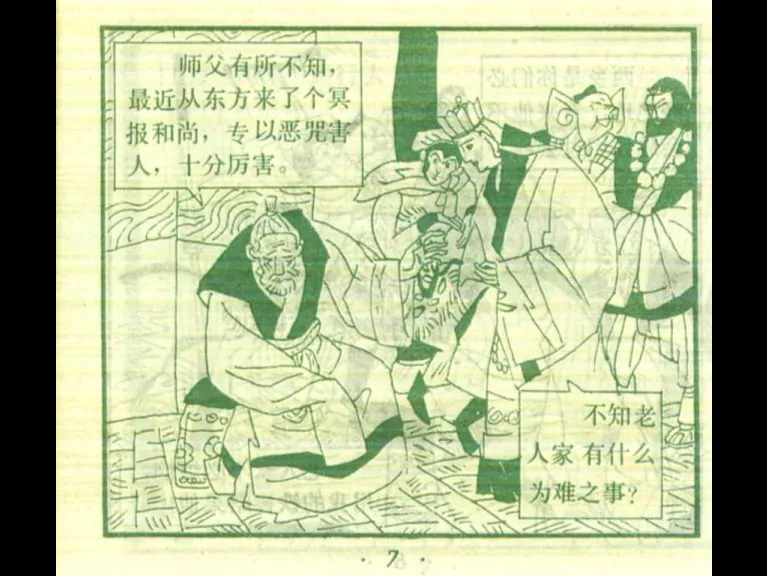 师父有所不知，
最近从东方来了个冥
报和尚，专以恶咒害
人，十分厉害。
不知老
人家有什么
为难之事？
·7·